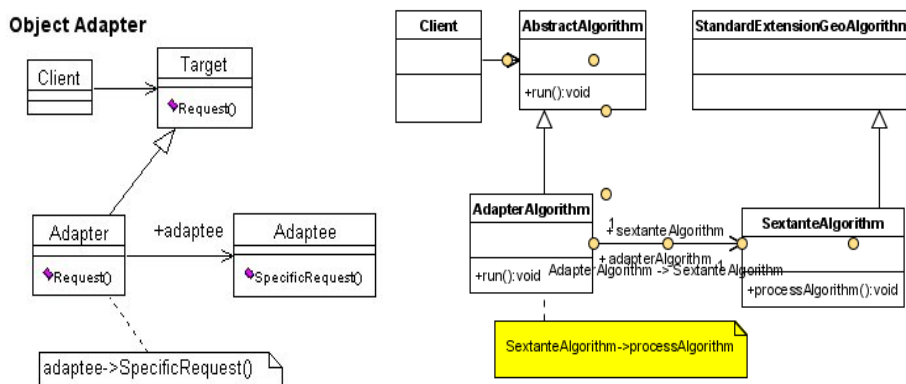 Object Adapter
Client
Target
Request()
Adapter
Request()
+adaptee
Adaptee
SpecificRequest()
adaptee->SpecificRequest()
Client
AbstractAlgorithm
+run():void
StandardExtensionGeoAlgorithm
AdapterAlgorithm
+run():void
1
+ sextanteAlgorithm
+ adapterAlgorithm
1
AdapterAlgorithm -> SextanteAlgorithm
SextanteAlgorithm
+processAlgorithm():void
SextanteAlgorithm->processAlgorithm